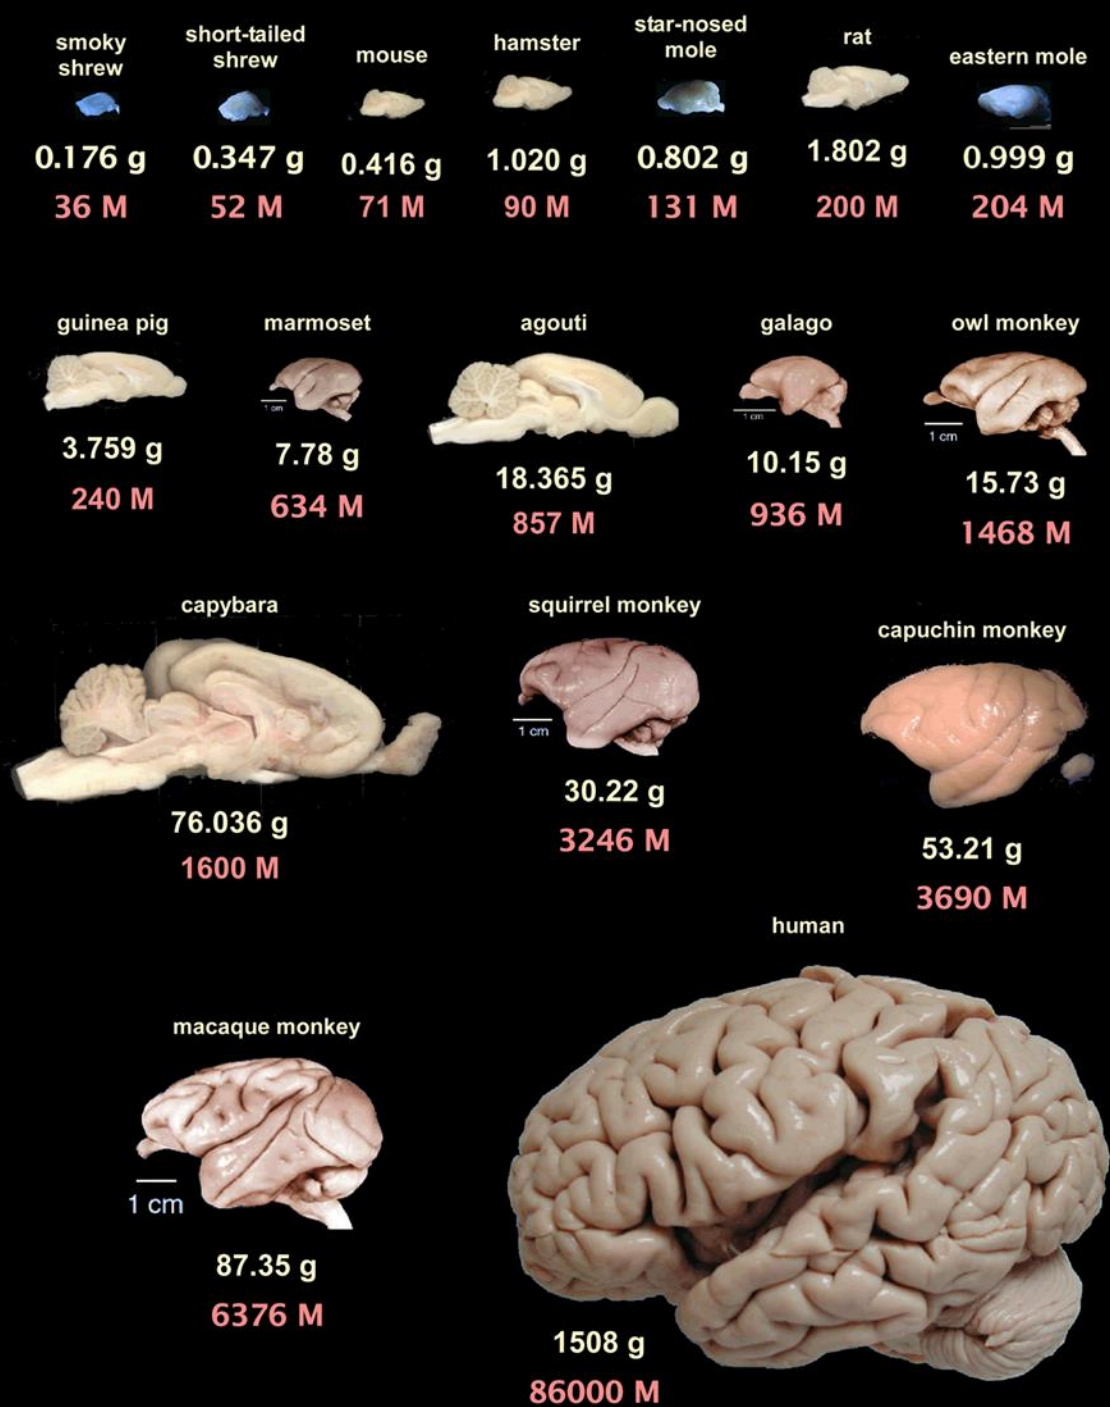 smoky
shrew
short-tailed
shrew
mouse
hamster
star-nosed
mole
rat
eastern mole
0.176 g
0.347 g
0.416 g
1.020 g
0.802 g
1.802 g
0.999 g
36 M
52 M
71 M
90 M
131 M
200 M
204 M
guinea pig
marmoset
agouti
galago
owl monkey
1 cm
1 cm
1 cm
3.759 g
7.78 g
18.365 g
10.15 g
15.73 g
240 M
634 M
857 M
936 M
1468 M
capybara
squirrel monkey
capuchin monkey
1 cm
76.036 g
30.22 g
53.21 g
1600 M
3246 M
3690 M
human
macaque monkey
1 cm
87.35 g
6376 M
1508 g
86000 M